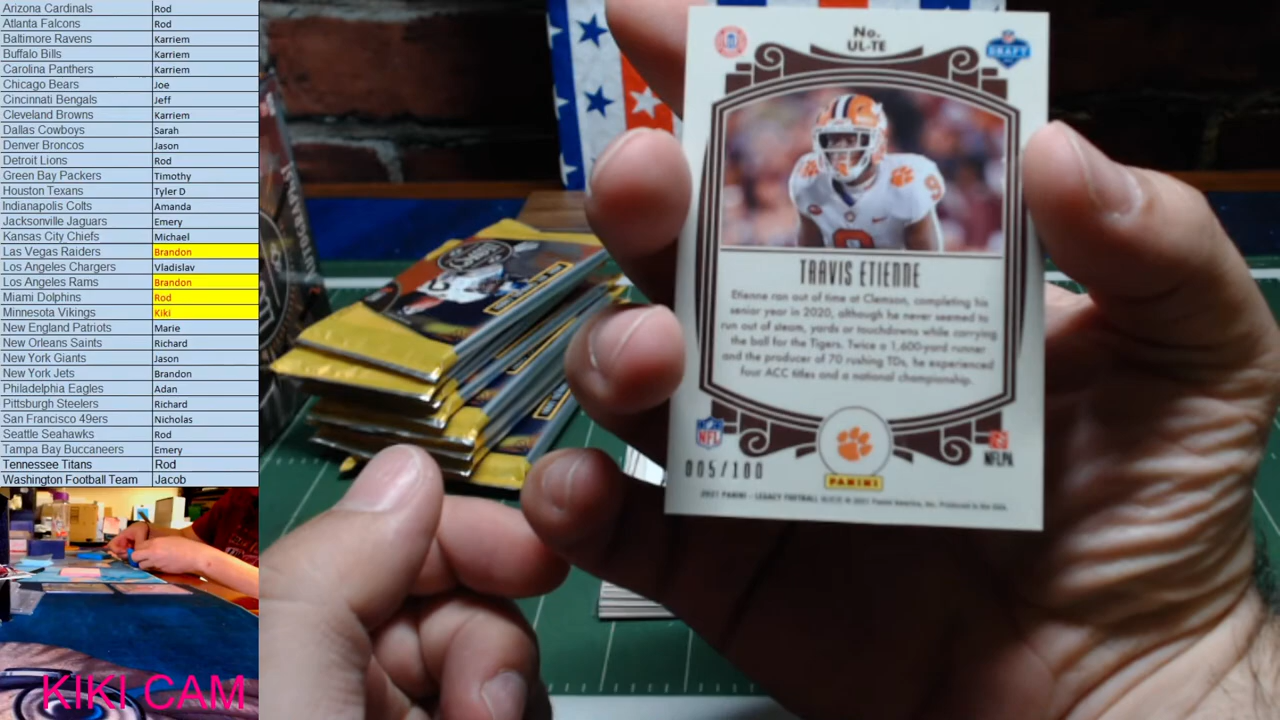 Arizona Cardinals Rod
Atlanta Falcons Rod
Baltimore Ravens Karriem
Buffalo Bills Karriem
Carolina Panthers Karriem
Chicago Bears Joe
Cincinnati Bengals Jeff
Cleveland Browns Karriem
Dallas Cowboys Sarah
Denver Broncos Jason
Detroit Lions Rod
Green Bay Packers Timothy
Houston Texans Tyler D
Indianapolis Colts Amanda
Jacksonville Jaguars Emery
Kansas City Chiefs Michael
Las Vegas Raiders Brandon
Los Angeles Chargers Vladislav
Los Angeles Rams Brandon
Miami Dolphins Rod
Minnesota Vikings Kiki
New England Patriots Marie
New Orleans Saints Richard
New York Giants Jason
New York Jets Brandon
Philadelphia Eagles Adan
Pittsburg Steelers Richard
San Francisco 49ers Nicholas
Seattle Seahawks Rod
Tampa Bay Buccaneers Emery
Tennessee Titans Rod
Washington Football Team Jacob
KIKI CAM
No.
UL-TE
DRAFT
9
TRAVIS ETIENNE
Etienne ran out of time at Clemson, completing his
senior year in 2020, although he never seemed to
run out of steam, yards or touchdowns while carrying
the ball for the Tigers. Twice a 1,600-yard runner
and the producer of 70 rushing TDs, he experienced
four ACC titles and a national championship.
NFL
NFLPA
005/100
PANINI
2021 PANINI - LEGACY FOOTBALL